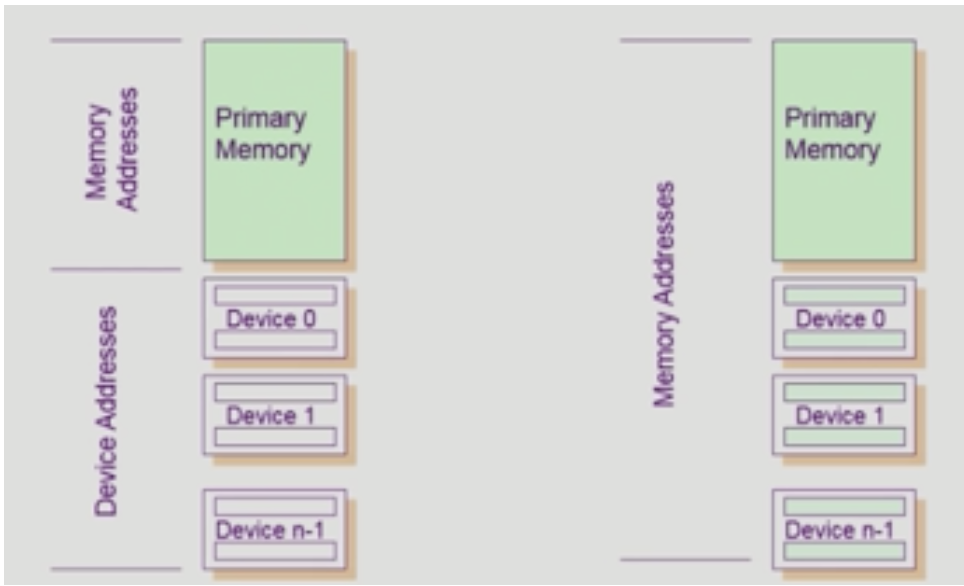 Memory
Addresses
Primary
Memory
Device Addresses
Device 0
Device 1
Device n-1
Memory Addresses
Primary
Memory
Device 0
Device 1
Device n-1